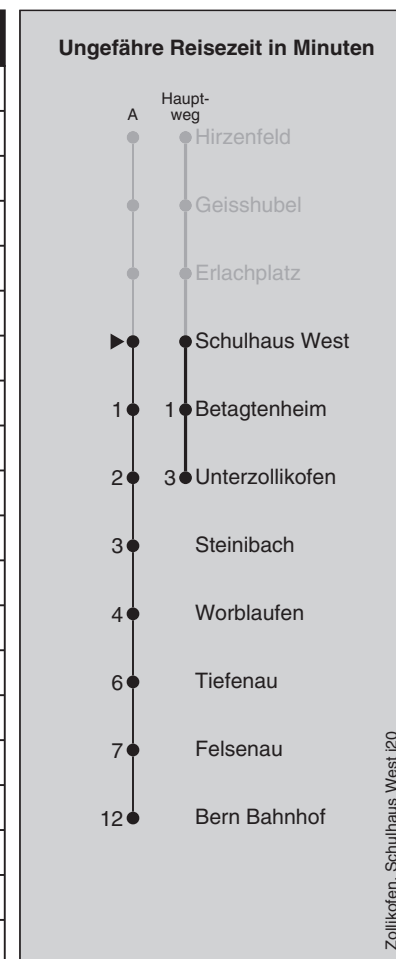 Ungefähre Reisezeit in Minuten
A Haupt-
weg
Hirzenfeld
Geisshubel
Erlachplatz
Schulhaus West
1 1 Betagtenheim
2 3 Unterzollikofen
3 Steinibach
4 Worblaufen
6 Tiefenau
7 Felsenau
12 Bern Bahnhof
Zollikofen, Schulhaus West i20